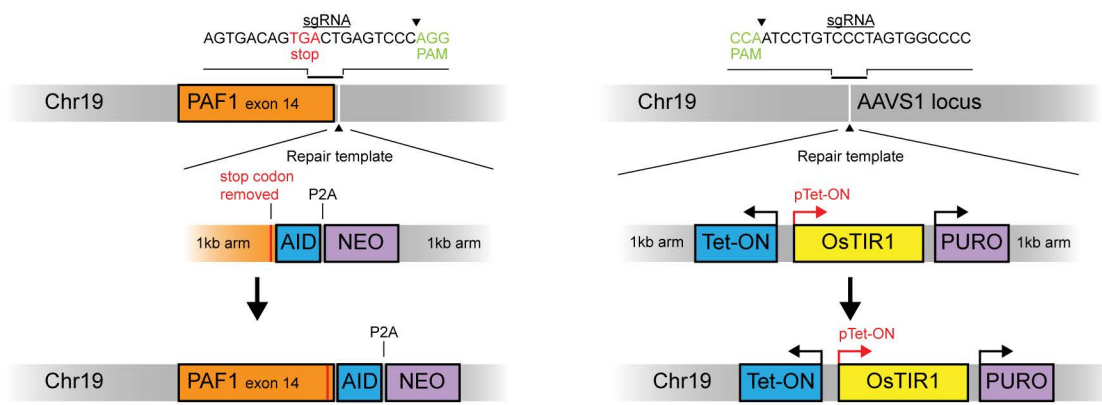 sgRNA
AGTGACAGTGACTGAGTCCCAGG
stop
PAM
Chr19
PAF1 exon 14
Repair template
stop codon
removed
P2A
1kb arm
AID
NEO
1kb arm
P2A
Chr19
PAF1 exon 14
AID
NEO
sgRNA
CCAATCCTGTCCCTAGTGGCCCC
PAM
Chr19
AAVS1 locus
Repair template
pTet-ON
1kb arm
Tet-ON
OsTIR1
PURO
1kb arm
pTet-ON
Chr19
Tet-ON
OsTIR1
PURO